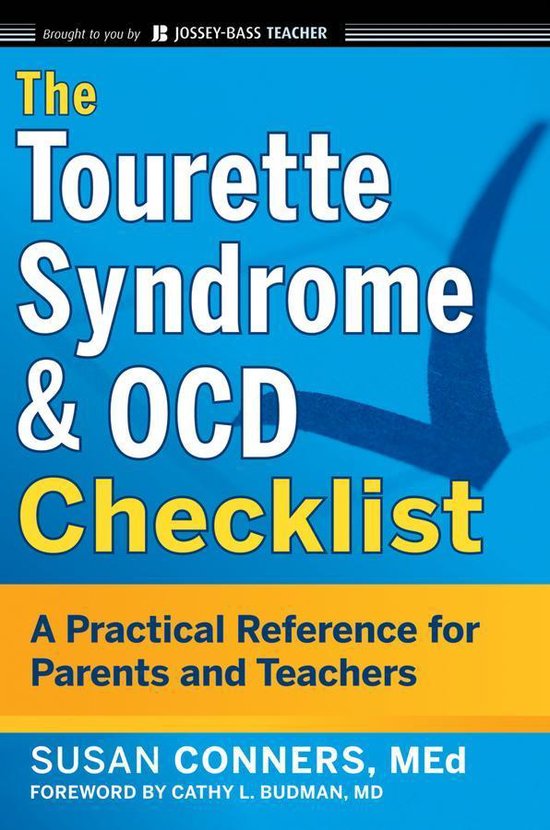 Brought to you by JB JOSSEY-BASS TEACHER
The
Tourette
Syndrome
& OCD
Checklist
A Practical Reference for
Parents and Teachers
SUSAN CONNERS, MEd
FOREWORD BY CATHY L. BUDMAN, MD